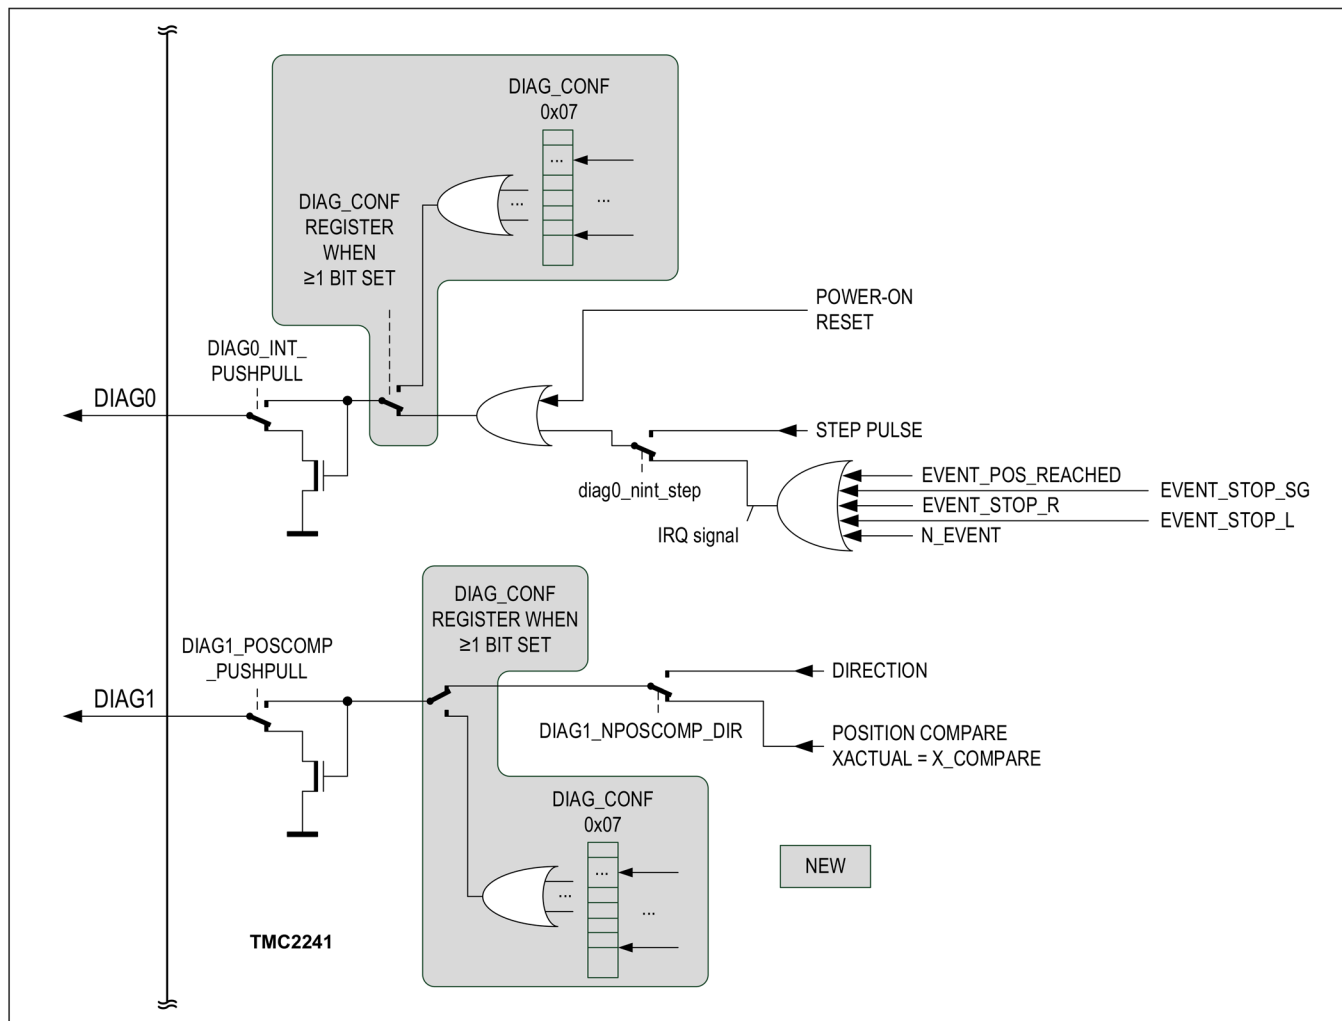 DIAG_CONF
0x07
...
...
...
DIAG_CONF
REGISTER
WHEN
≥1 BIT SET
POWER-ON
RESET
DIAG0_INT_
PUSHPULL
DIAG0
STEP PULSE
diag0_nint_step
EVENT_POS_REACHED
EVENT_STOP_SG
EVENT_STOP_R
EVENT_STOP_L
N_EVENT
IRQ signal
DIAG_CONF
REGISTER WHEN
≥1 BIT SET
DIAG1_POSCOMP
_PUSHPULL
DIAG1
DIRECTION
DIAG1_NPOSCOMP_DIR
POSITION COMPARE
XACTUAL = X_COMPARE
DIAG_CONF
0x07
...
...
...
NEW
TMC2241